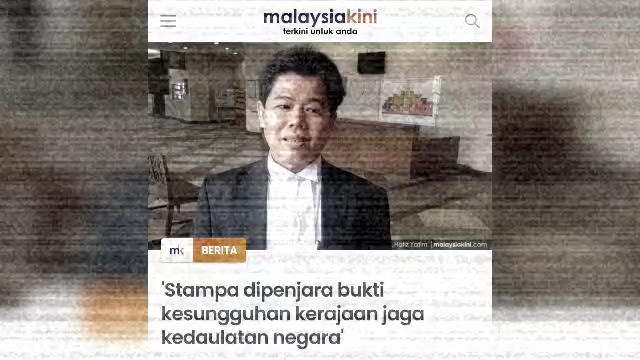 malaysiakini
terkini untuk anda
Hafiz Yatim | malaysiakini.com
mk BERITA
'Stampa dipenjara bukti
kesungguhan kerajaan jaga
kedaulatan negara'